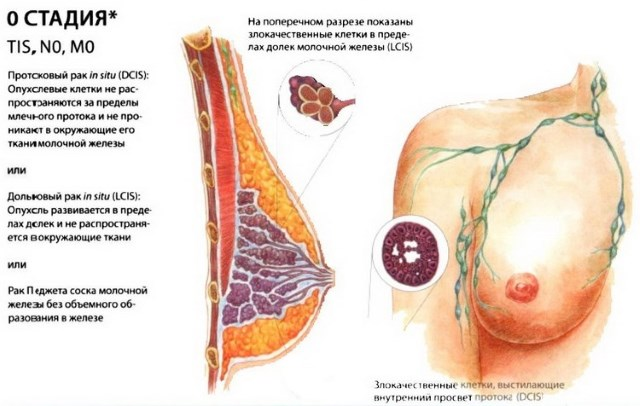 0 СТАДИЯ*
TIS, N0, M0
Протоковый рак in situ (DCIS):
Опухслевые клетки не рас-
пространяются за пределы
млечного протока и не про-
никают в окружающие его
ткани молочной железы
или
Дольковый рак in situ (LCIS):
Опухсль развивается в преде-
лах долек и не распространя-
ется в окружающие ткани
или
Рак Педжета соска молочной
железы без объемного об-
разования в железе
На поперечном разрезе показаны
злокачественные клетки в преде-
лах долек молочной железы (LCIS)
Злокачественные клетки, выстилающие
внутренний просвет протока (DCIS)